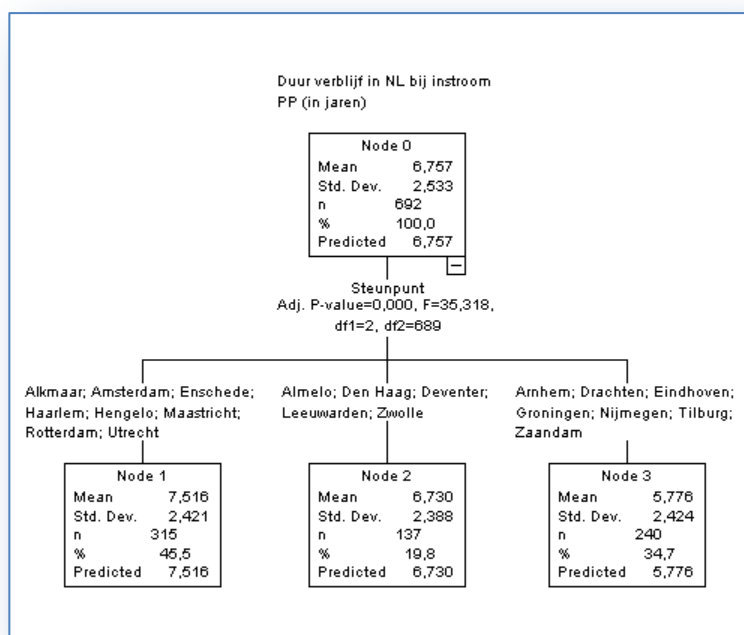 Duur verblijf in NL bij instroom
PP (in jaren)
Node 0
Mean 6,757
Std. Dev. 2,533
n 692
% 100,0
Predicted 6,757
Steunpunt
Adj. P-value=0,000, F=35,318,
df1=2, df2=689
Alkmaar; Amsterdam; Enschede;
Haarlem; Hengelo; Maastricht;
Rotterdam; Utrecht
Node 1
Mean 7,516
Std. Dev. 2,421
n 315
% 45,5
Predicted 7,516
Almelo; Den Haag; Deventer;
Leeuwarden; Zwolle
Node 2
Mean 6,730
Std. Dev. 2,388
n 137
% 19,8
Predicted 6,730
Arnhem; Drachten; Eindhoven;
Groningen; Nijmegen; Tilburg;
Zaandam
Node 3
Mean 5,776
Std. Dev. 2,424
n 240
% 34,7
Predicted 5,776